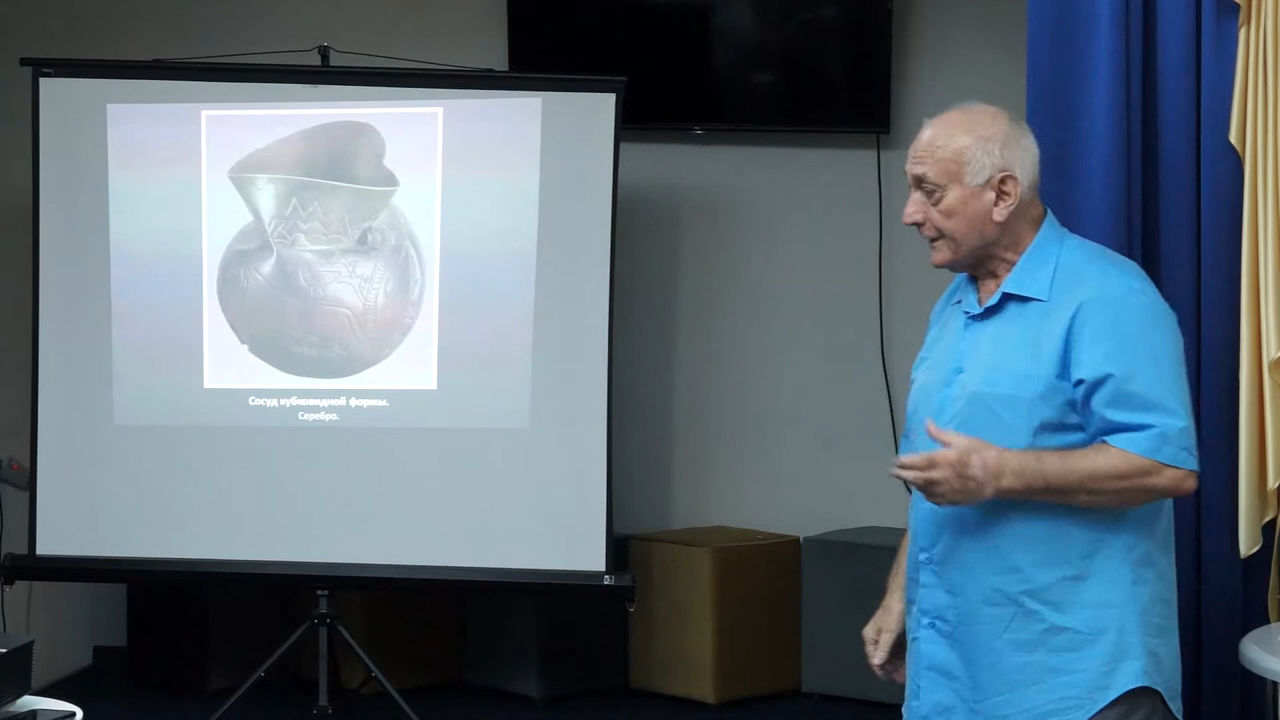 Сосуд кубковидной формы.
Серебро.